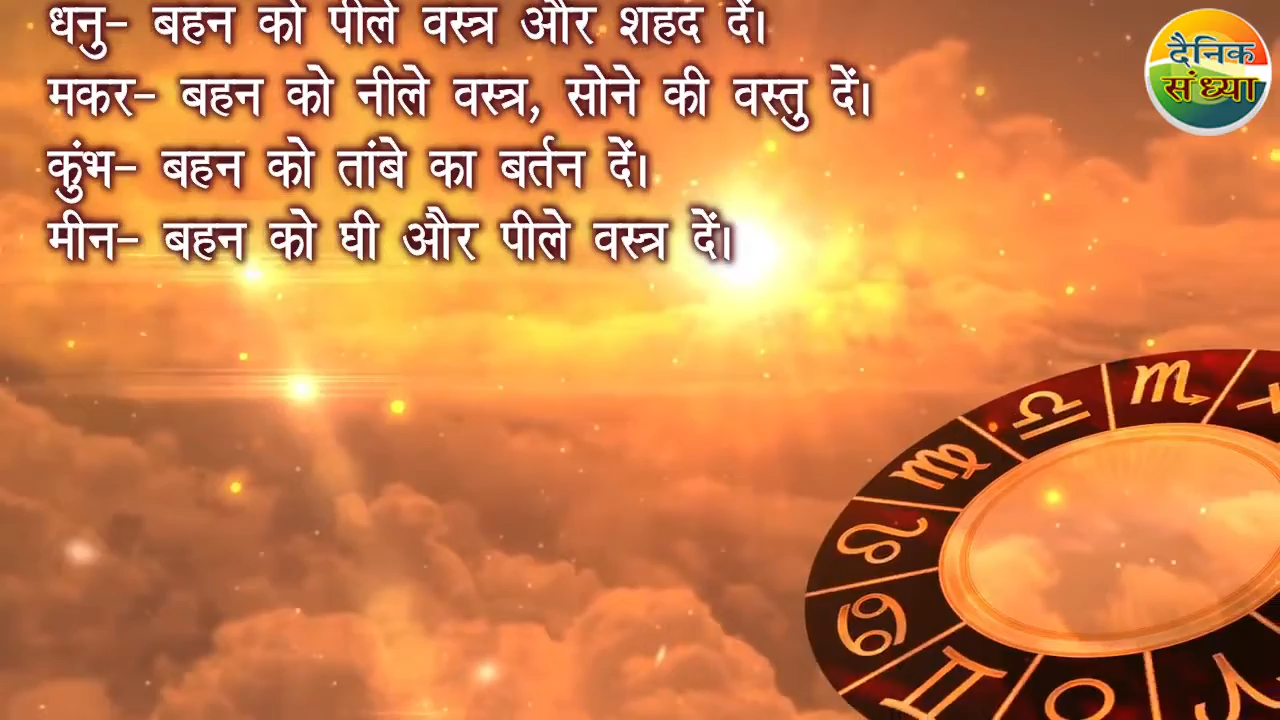 धनु- बहन को पीले वस्त्र और शहद दें।
मकर- बहन को नीले वस्त्र, सोने की वस्तु दें।
कुंभ- बहन को तांबे का बर्तन दें।
मीन- बहन को घी और पीले वस्त्र दें।
दैनिक
संध्या